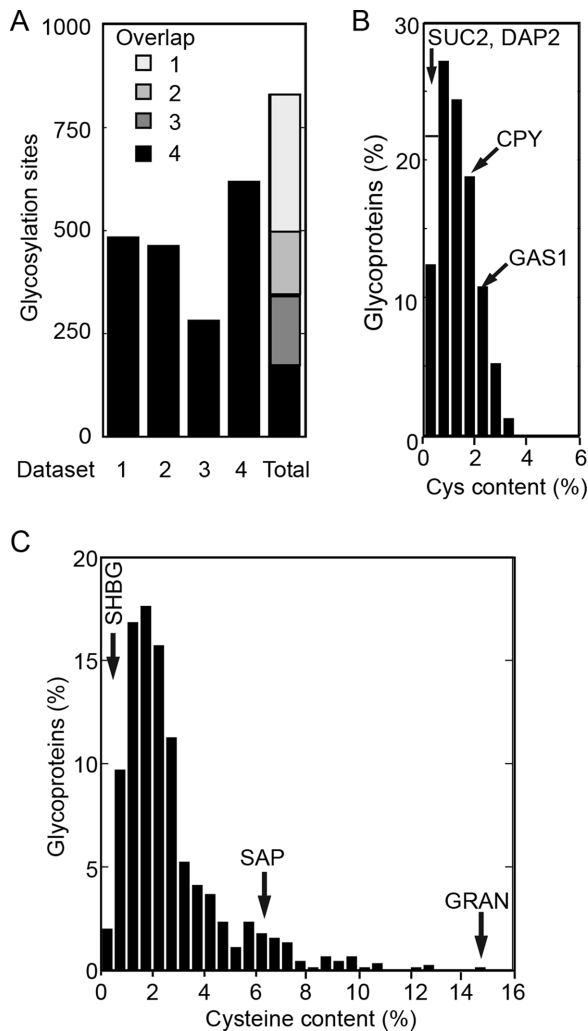 A
1000
750
500
250
0
Glycosylation sites
Overlap
1
2
3
4
Dataset 1 2 3 4 Total
B
30
20
10
0
Glycoproteins (%)
SUC2, DAP2
CPY
GAS1
0 2 4 6
Cys content (%)
C
20
15
10
5
0
Glycoproteins (%)
SHBG
SAP
GRAN
0 2 4 6 8 10 12 14 16
Cysteine content (%)